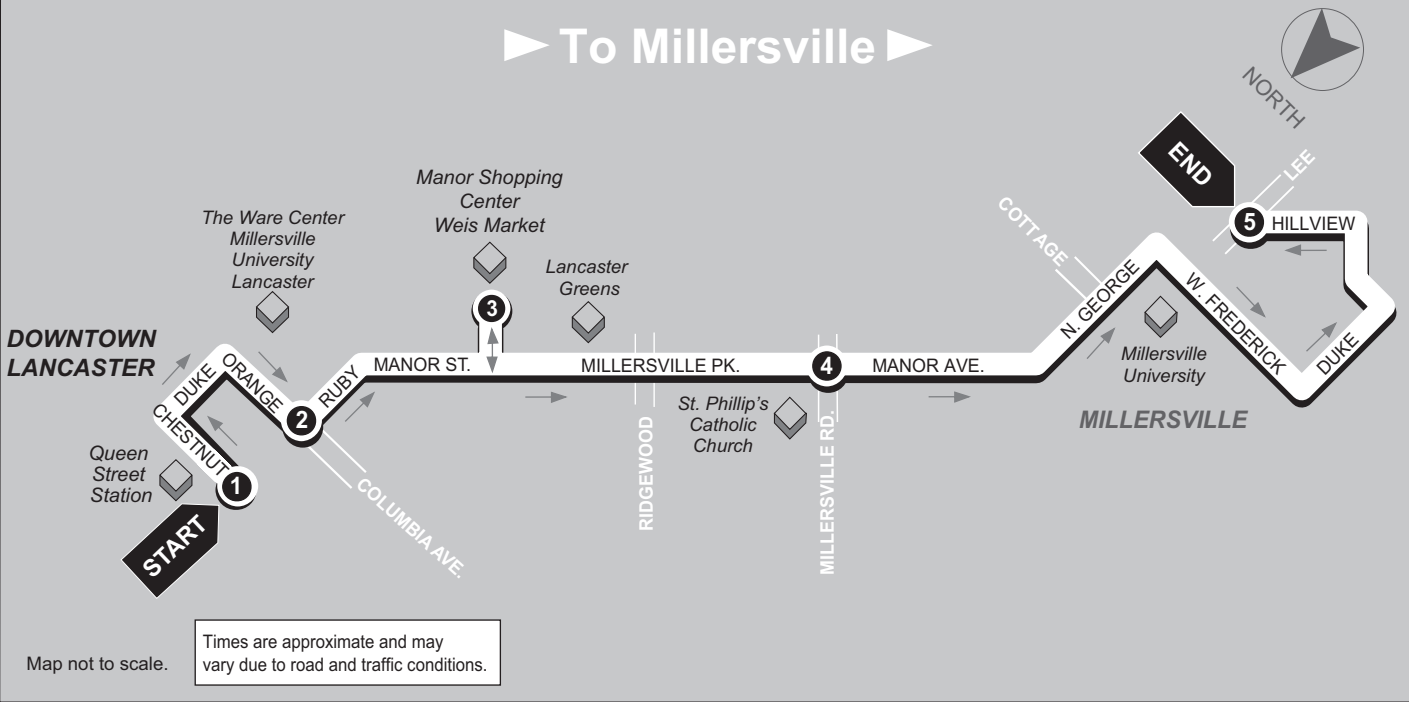 To Millersville
NORTH
END
LEE
5
HILLVIEW
Manor Shopping
Center
Weis Market
The Ware Center
Millersville
University
Lancaster
Lancaster
Greens
3
COTTAGE
N. GEORGE
W. FREDERICK
DUKE
DOWNTOWN
LANCASTER
DUKE
ORANGE
CHESTNUT
2
RUBY
MANOR ST.
MILLERSVILLE PK.
4
MANOR AVE.
Millersville
University
MILLERSVILLE
St. Phillip's
Catholic
Church
RIDGEWOOD
MILLERSVILLE RD.
Queen
Street
Station
1
START
COLUMBIA AVE.
Map not to scale.
Times are approximate and may
vary due to road and traffic conditions.